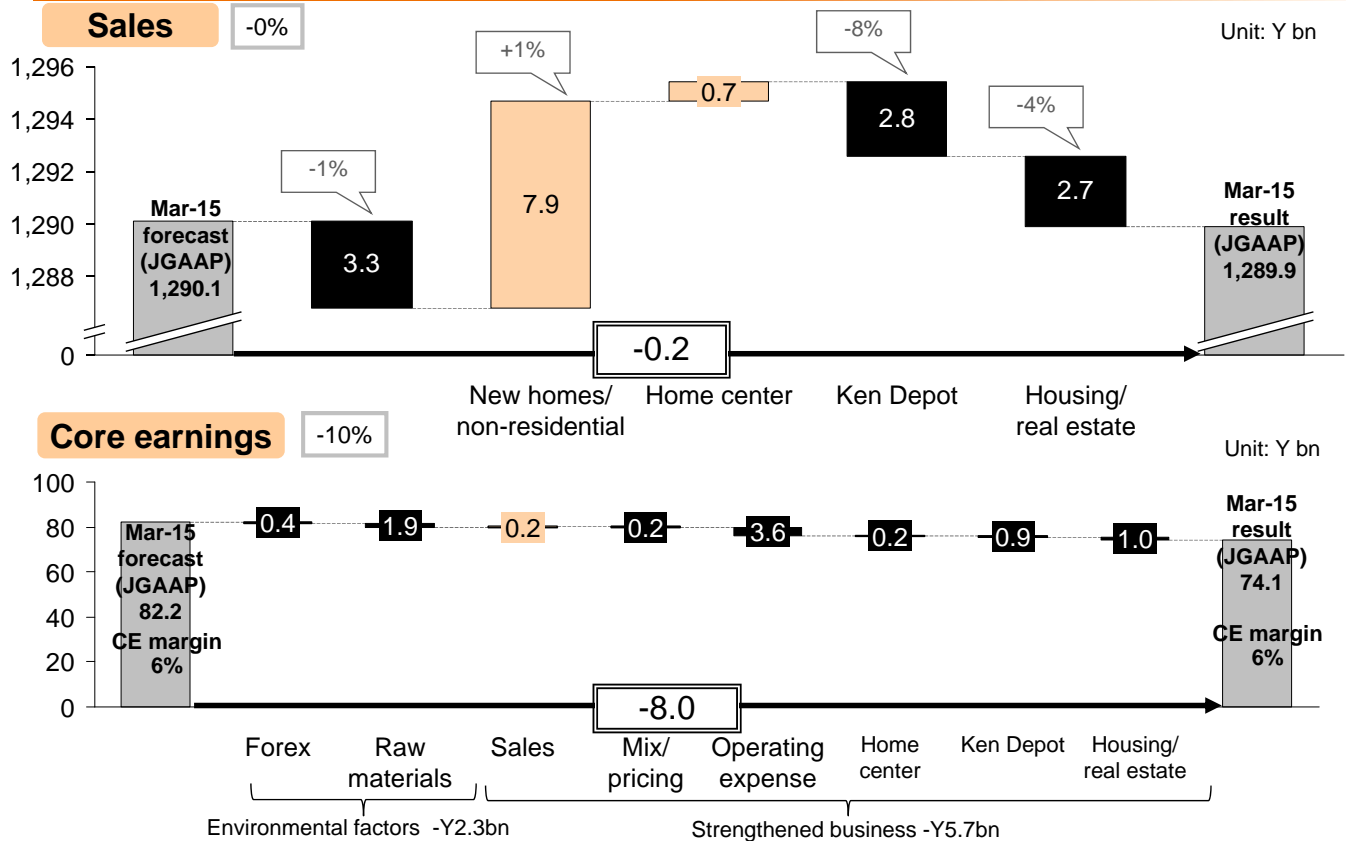 Sales
-0%
Unit: Y bn
1,296
1,294
1,292
1,290
1,288
0
Mar-15
forecast
(JGAAP)
1,290.1
-1%
3.3
+1%
7.9
0.7
-8%
2.8
-4%
2.7
Mar-15
result
(JGAAP)
1,289.9
-0.2
New homes/
non-residential
Home center
Ken Depot
Housing/
real estate
Core earnings
-10%
Unit: Y bn
100
80
60
40
20
0
Mar-15
forecast
(JGAAP)
82.2
CE margin
6%
0.4
1.9
0.2
0.2
3.6
0.2
0.9
1.0
Mar-15
result
(JGAAP)
74.1
CE margin
6%
-8.0
Forex
Raw
materials
Sales
Mix/
pricing
Operating
expense
Home
center
Ken Depot
Housing/
real estate
Environmental factors -Y2.3bn
Strengthened business -Y5.7bn